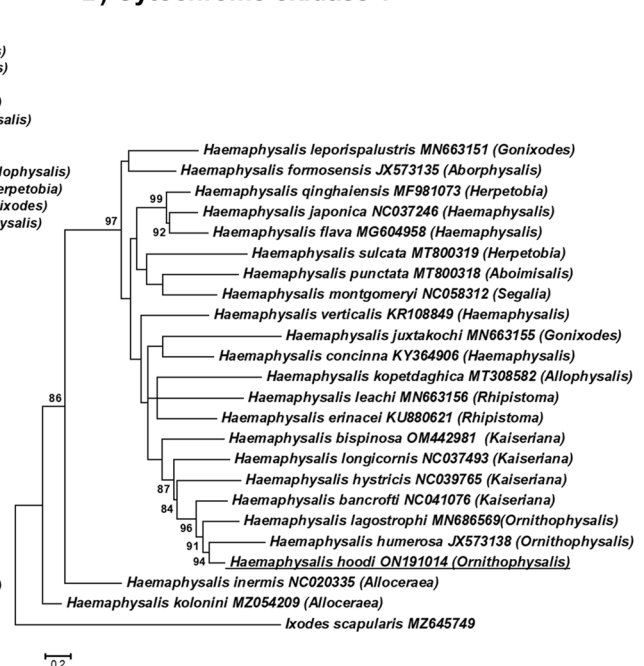 s)
s)
)
salis)
lophysalis)
erpetobia)
ixodes)
ysalis)
Haemaphysalis leporispalustris MN663151 (Gonixodes)
Haemaphysalis formosensis JX573135 (Aborphysalis)
99
Haemaphysalis qinghaiensis MF981073 (Herpetobia)
Haemaphysalis japonica NC037246 (Haemaphysalis)
97
92
Haemaphysalis flava MG604958 (Haemaphysalis)
Haemaphysalis sulcata MT800319 (Herpetobia)
Haemaphysalis punctata MT800318 (Aboimisalis)
Haemaphysalis montgomeryi NC058312 (Segalia)
Haemaphysalis verticalis KR108849 (Haemaphysalis)
Haemaphysalis juxtakochi MN663155 (Gonixodes)
Haemaphysalis concinna KY364906 (Haemaphysalis)
Haemaphysalis kopetdaghica MT308582 (Allophysalis)
86
Haemaphysalis leachi MN663156 (Rhipistoma)
Haemaphysalis erinacei KU880621 (Rhipistoma)
Haemaphysalis bispinosa OM442981 (Kaiseriana)
Haemaphysalis longicornis NC037493 (Kaiseriana)
87
Haemaphysalis hystricis NC039765 (Kaiseriana)
84
Haemaphysalis bancrofti NC041076 (Kaiseriana)
96
Haemaphysalis lagostrophi MN686569(Ornithophysalis)
91
Haemaphysalis humerosa JX573138 (Ornithophysalis)
94
Haemaphysalis hoodi ON191014 (Ornithophysalis)
Haemaphysalis inermis NC020335 (Alloceraea)
)
Haemaphysalis kolonini MZ054209 (Alloceraea)
Ixodes scapularis MZ645749
0.2